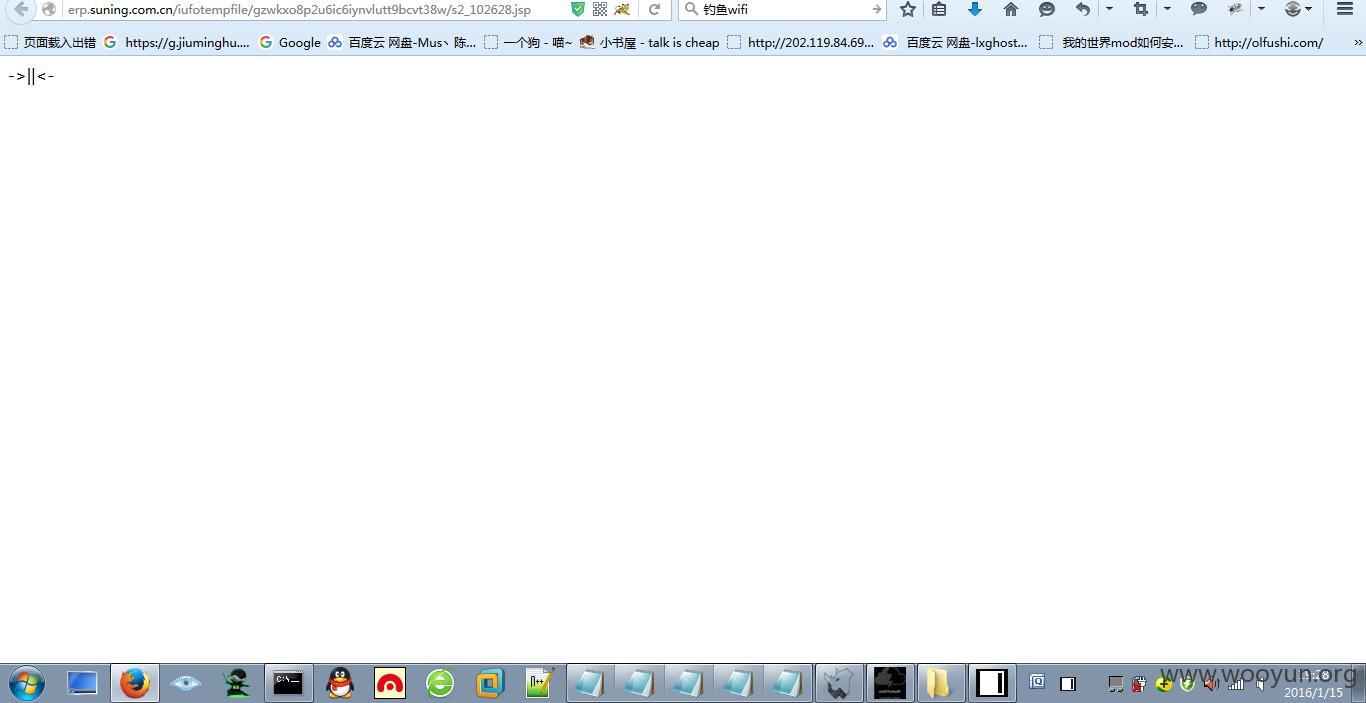 erp.suning.com.cn/iufotempfile/gzwkxo8p2u6ic6iynvlutt9bcvt38w/s2_102628.jsp
钓鱼wifi
页面载入出错
https://g.jiuminghu....
Google
百度云 网盘-Mus丶陈...
一个狗 - 喵~
小书屋 - talk is cheap
http://202.119.84.69...
百度云 网盘-lxghost...
我的世界mod如何安...
http://olfushi.com/
»
->||<-
C:\_
www.wooyun.org
19:28
2016/1/15